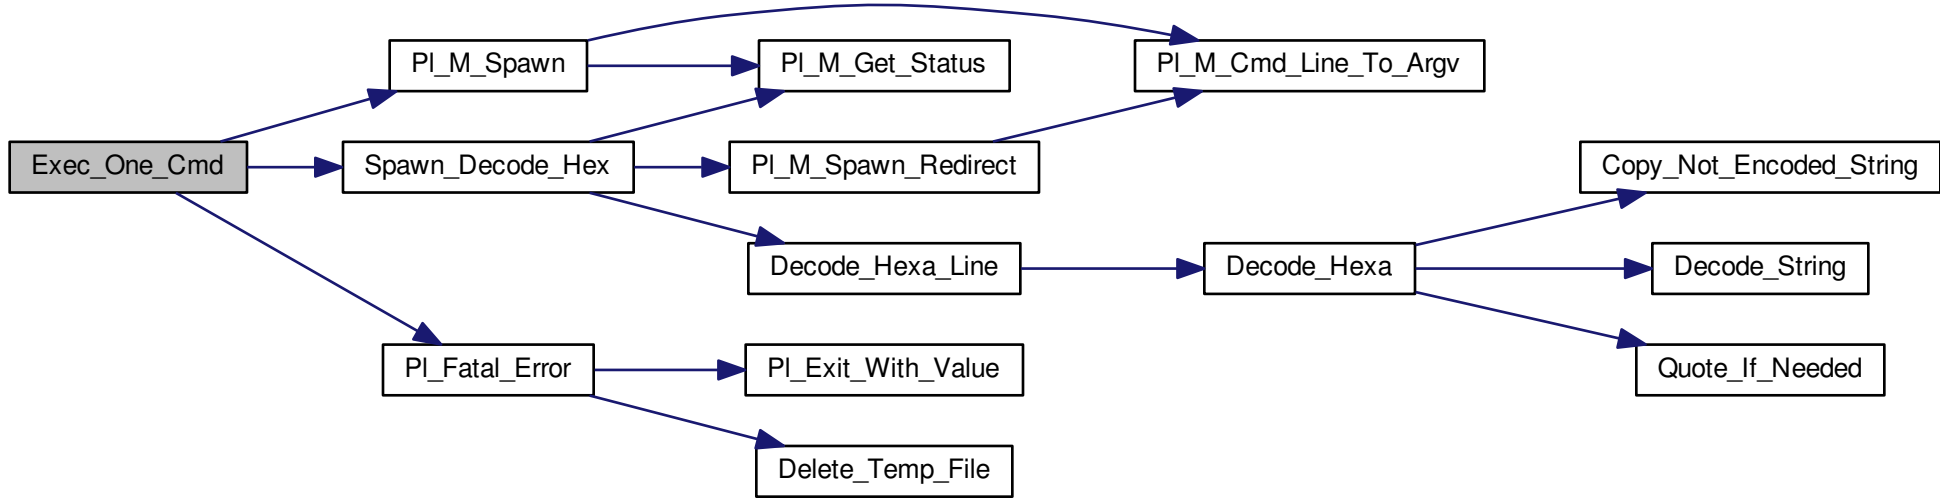 Pl_M_Spawn
Pl_M_Get_Status
Pl_M_Cmd_Line_To_Argv
Exec_One_Cmd
Spawn_Decode_Hex
Pl_M_Spawn_Redirect
Copy_Not_Encoded_String
Decode_Hexa_Line
Decode_Hexa
Decode_String
Pl_Fatal_Error
Pl_Exit_With_Value
Quote_If_Needed
Delete_Temp_File